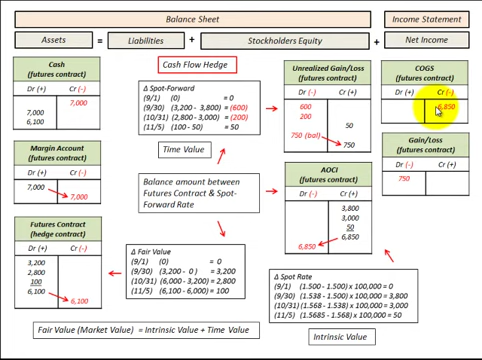 Balance Sheet
Income Statement
Assets
=
Liabilities
+
Stockholders Equity
+
Net Income
Cash
(futures contract)
Dr (+) Cr (-)
7,000
7,000
6,100
Margin Account
(futures contract)
Dr (+) Cr (-)
7,000
7,000
Futures Contract
(hedge contract)
Dr (+) Cr (-)
3,200
2,800
100
6,100
6,100
Cash Flow Hedge
Δ Spot-Forward
(9/1) (0) = 0
(9/30) (3,200 - 3,800) = (600)
(10/31) (2,800 - 3,000) = (200)
(11/5) (100 - 50) = 50
Time Value
Balance amount between
Futures Contract & Spot-
Forward Rate
Δ Fair Value
(9/1) (0) = 0
(9/30) (3,200 - 0 ) = 3,200
(10/31) (6,000 - 3,200) = 2,800
(11/5) (6,100 - 6,000) = 100
Unrealized Gain/Loss
(futures contract)
Dr (-) Cr (+)
600
200
50
750 (bal)
750
AOCI
(futures contract)
Dr (-) Cr (+)
3,800
3,000
50
6,850
6,850
Δ Spot Rate
(9/1) (1.500 - 1.500) x 100,000 = 0
(9/30) (1.538 - 1.500) x 100,000 = 3,800
(10/31) (1.568 - 1.538) x 100,000 = 3,000
(11/5) (1.5685 - 1.568) x 100,000 = 50
Intrinsic Value
COGS
(futures contract)
Dr (+) Cr (-)
6,850
Gain/Loss
(futures contract)
Dr (-) Cr (+)
750
Fair Value (Market Value) = Intrinsic Value + Time Value